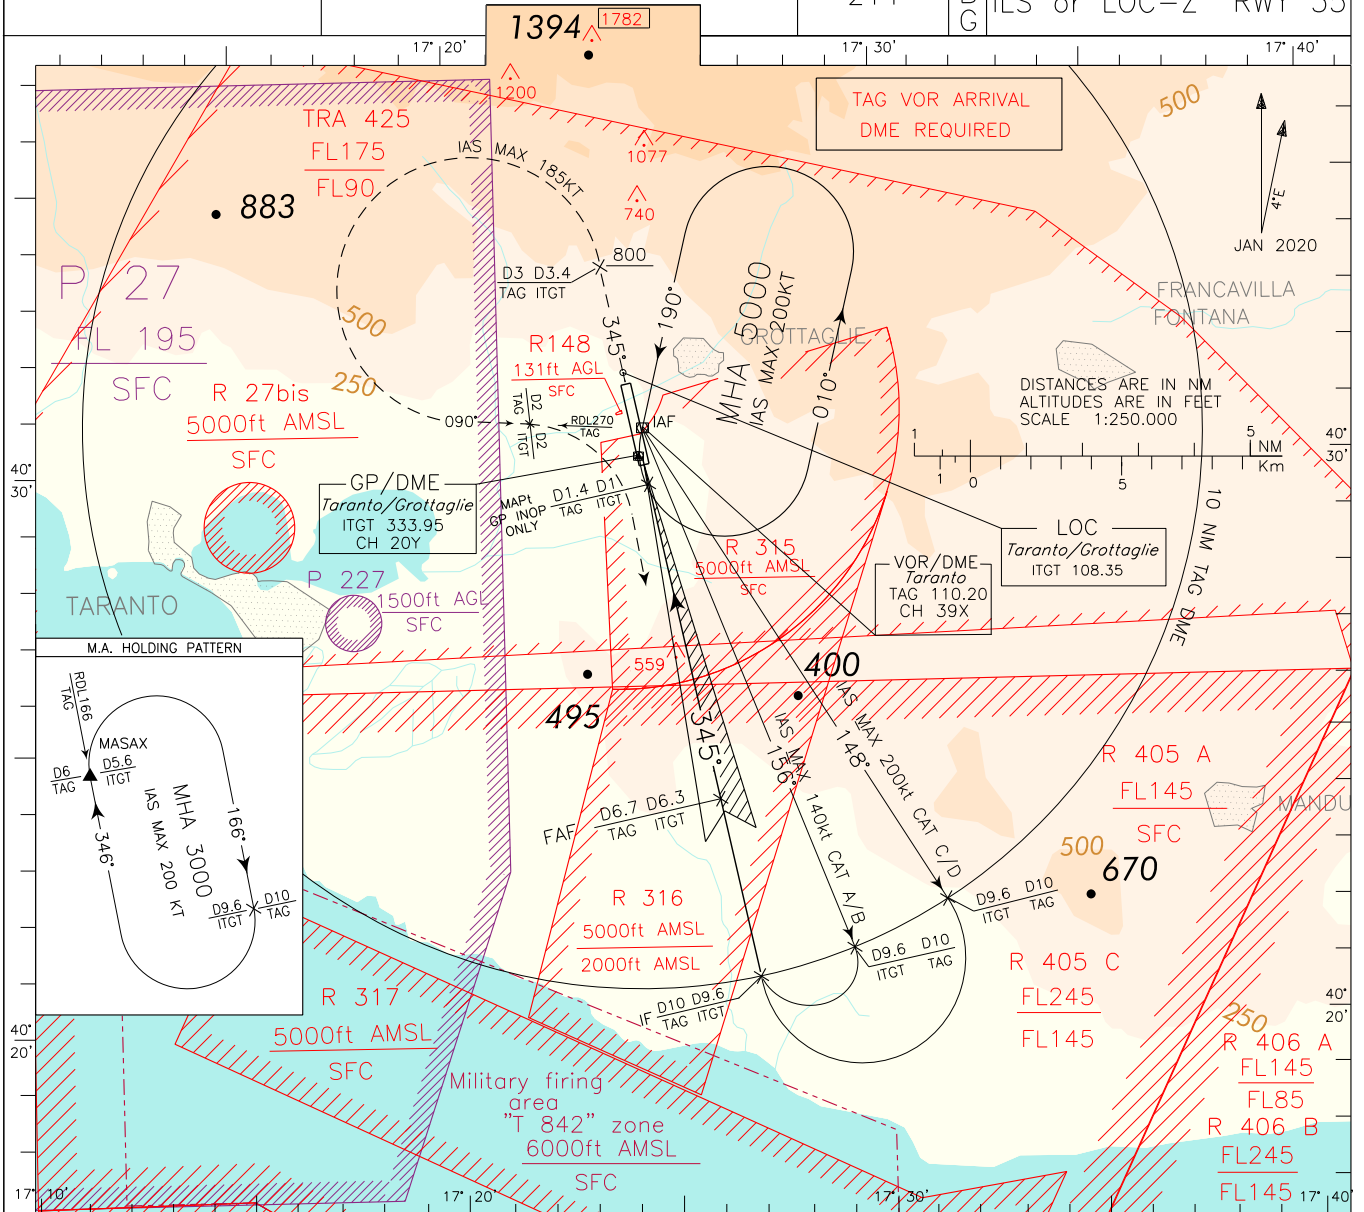 ILS or LOC-Z RWY 35
G
1394
1782
17° 20'
17° 30'
17° 40'
1200
TAG VOR ARRIVAL
DME REQUIRED
500
TRA 425
FL175
FL90
IAS MAX 185KT
1077
740
883
4°E
JAN 2020
800
D3 D3.4
TAG ITGT
P 27
FL 195
SFC
500
250
345°
190°
MHA 5000
IAS MAX 200KT
010°
GROTTAGLIE
FRANCAVILLA
FONTANA
R148
131ft AGL
SFC
R 27bis
5000ft AMSL
SFC
DISTANCES ARE IN NM
ALTITUDES ARE IN FEET
SCALE 1:250.000
090°
D2
TAG
D2
ITGT
RDL270
TAG
IAF
1
5
NM
Km
1
0
5
40°
30'
40°
30'
GP/DME
Taranto/Grottaglie
ITGT 333.95
CH 20Y
MAPt
GP INOP
ONLY
D1.4 D1
TAG ITGT
10 NM TAG DME
LOC
Taranto/Grottaglie
ITGT 108.35
R 315
5000ft AMSL
SFC
VOR/DME
Taranto
TAG 110.20
CH 39X
P 227
1500ft AGL
SFC
TARANTO
559
400
495
M.A. HOLDING PATTERN
RDL166
TAG
MASAX
D6
TAG
D5.6
ITGT
MHA 3000
IAS MAX 200 KT
166°
346°
D9.6
ITGT
D10
TAG
345°
156°
148°
IAS MAX 140kt CAT A/B
IAS MAX 200kt CAT C/D
FAF
D6.7 D6.3
TAG ITGT
R 405 A
FL145
SFC
MANDU
500
670
D9.6 D10
ITGT TAG
D9.6 D10
ITGT TAG
R 316
5000ft AMSL
2000ft AMSL
IF
D10 D9.6
TAG ITGT
R 405 C
FL245
FL145
R 317
5000ft AMSL
SFC
40°
20'
40°
20'
250
R 406 A
FL145
FL85
R 406 B
FL245
FL145
Military firing
area
"T 842" zone
6000ft AMSL
SFC
17° 10'
17° 20'
17° 30'
17° 40'